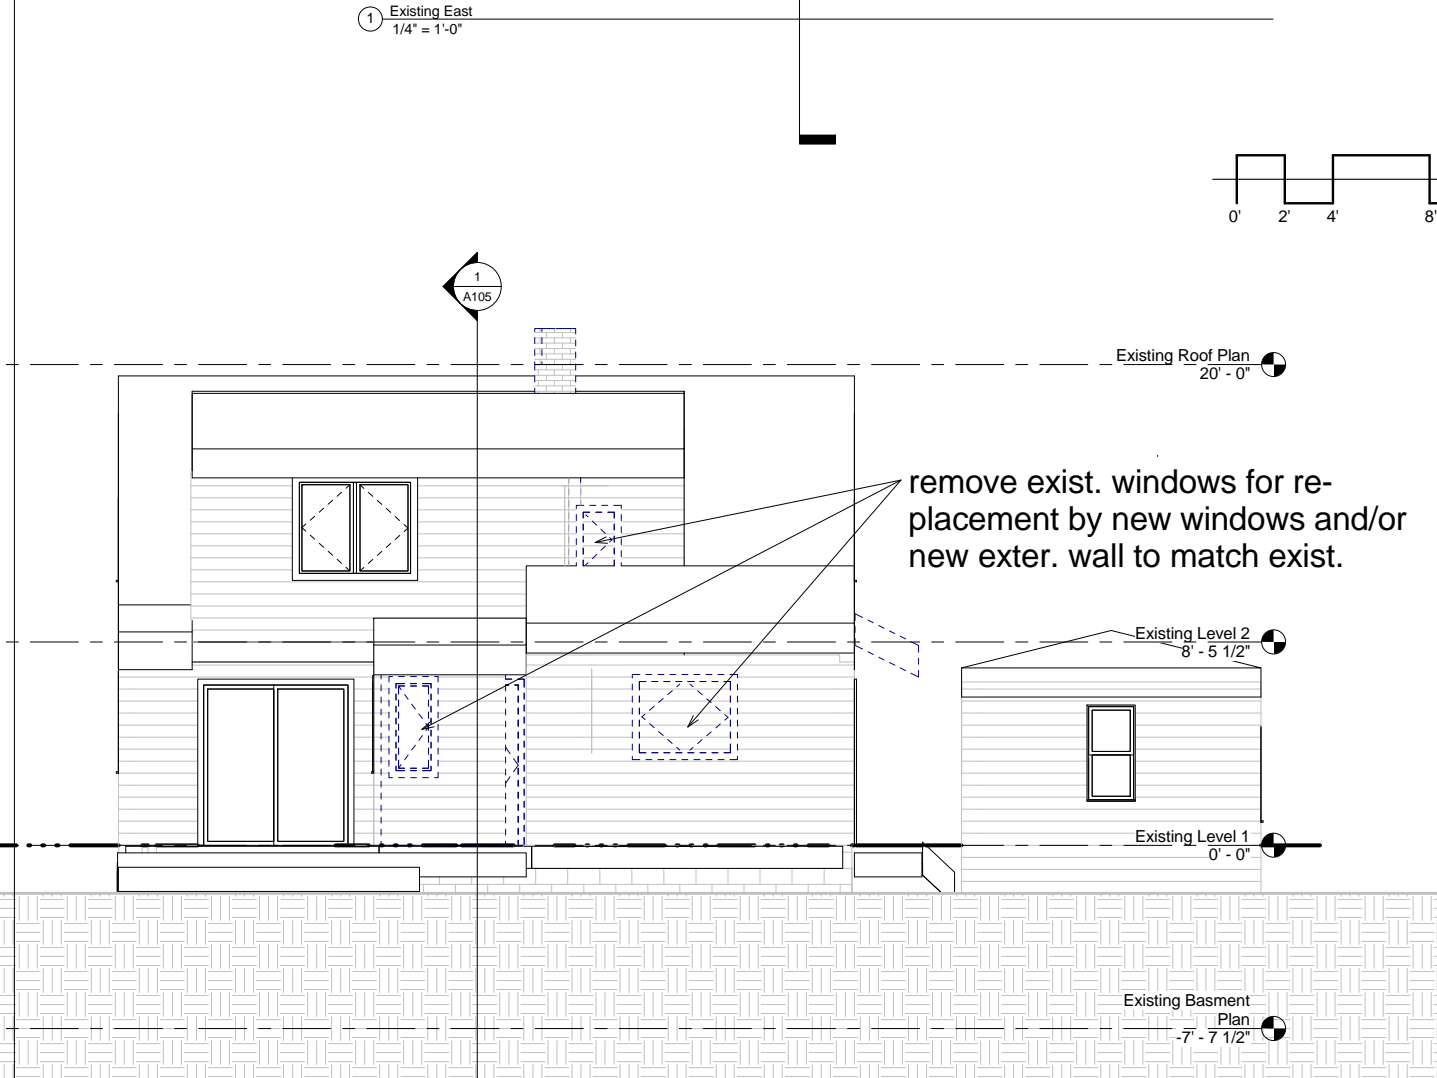 1
Existing East
1/4" = 1'-0"
0' 2' 4' 8'
1
A105
Existing Roof Plan
20' - 0"
remove exist. windows for re-
placement by new windows and/or
new exter. wall to match exist.
Existing Level 2
8' - 5 1/2"
Existing Level 1
0' - 0"
Existing Basment
Plan
-7' - 7 1/2"